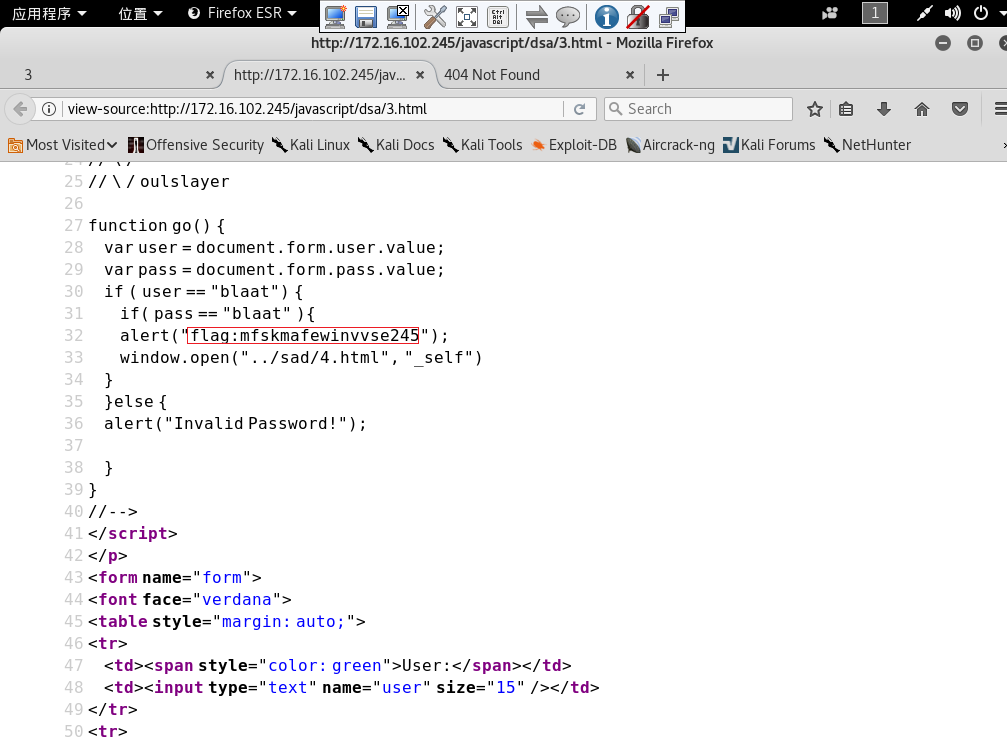 应用程序 位置 Firefox ESR 1
Ctrl Alt Del
http://172.16.102.245/javascript/dsa/3.html - Mozilla Firefox
3 http://172.16.102.245/jav... 404 Not Found
view-source:http://172.16.102.245/javascript/dsa/3.html Search
Most Visited Offensive Security Kali Linux Kali Docs Kali Tools Exploit-DB Aircrack-ng Kali Forums NetHunter
25 // \ / oulslayer
26
27 function go() {
28 var user = document.form.user.value;
29 var pass = document.form.pass.value;
30 if ( user == "blaat") {
31 if( pass == "blaat" ){
32 alert("flag:mfskmafewinvvse245");
33 window.open("../sad/4.html", "_self")
34 }
35 }else {
36 alert("Invalid Password!");
37
38 }
39 }
40 //-->
41 </script>
42 </p>
43 <form name="form">
44 <font face="verdana">
45 <table style="margin: auto;">
46 <tr>
47 <td><span style="color: green">User:</span></td>
48 <td><input type="text" name="user" size="15" /></td>
49 </tr>
50 <tr>